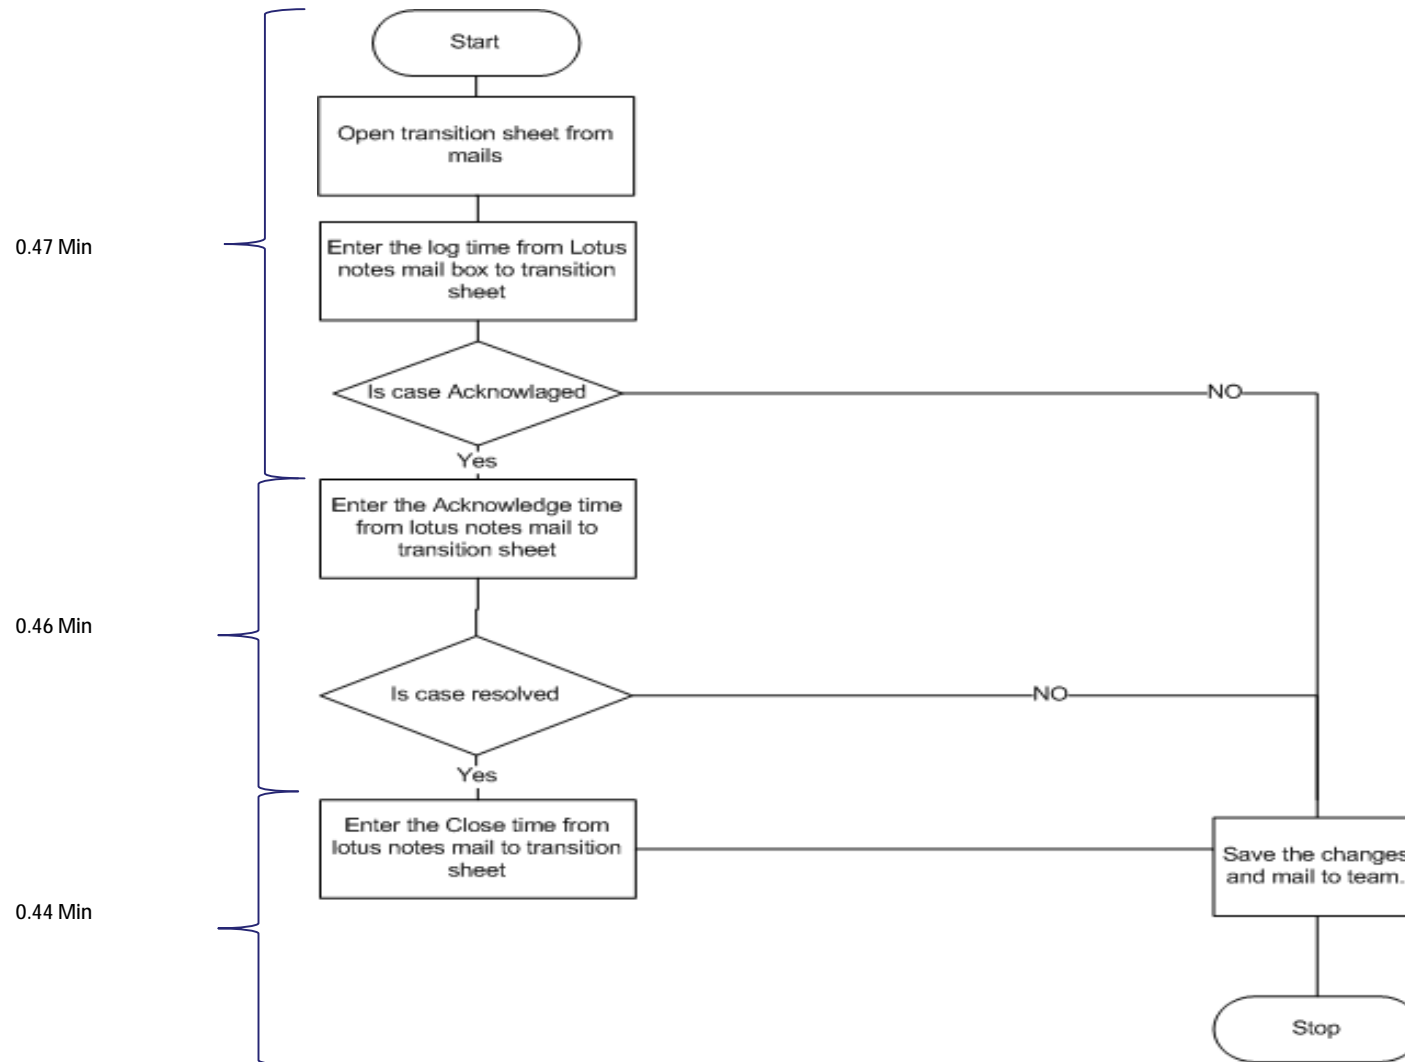 Start
Open transition sheet from
mails
0.47 Min
Enter the log time from Lotus
notes mail box to transition
sheet
Is case Acknowlaged
NO
Yes
Enter the Acknowledge time
from lotus notes mail to
transition sheet
0.46 Min
Is case resolved
NO
Yes
Enter the Close time from
lotus notes mail to transition
sheet
Save the changes
and mail to team.
0.44 Min
Stop